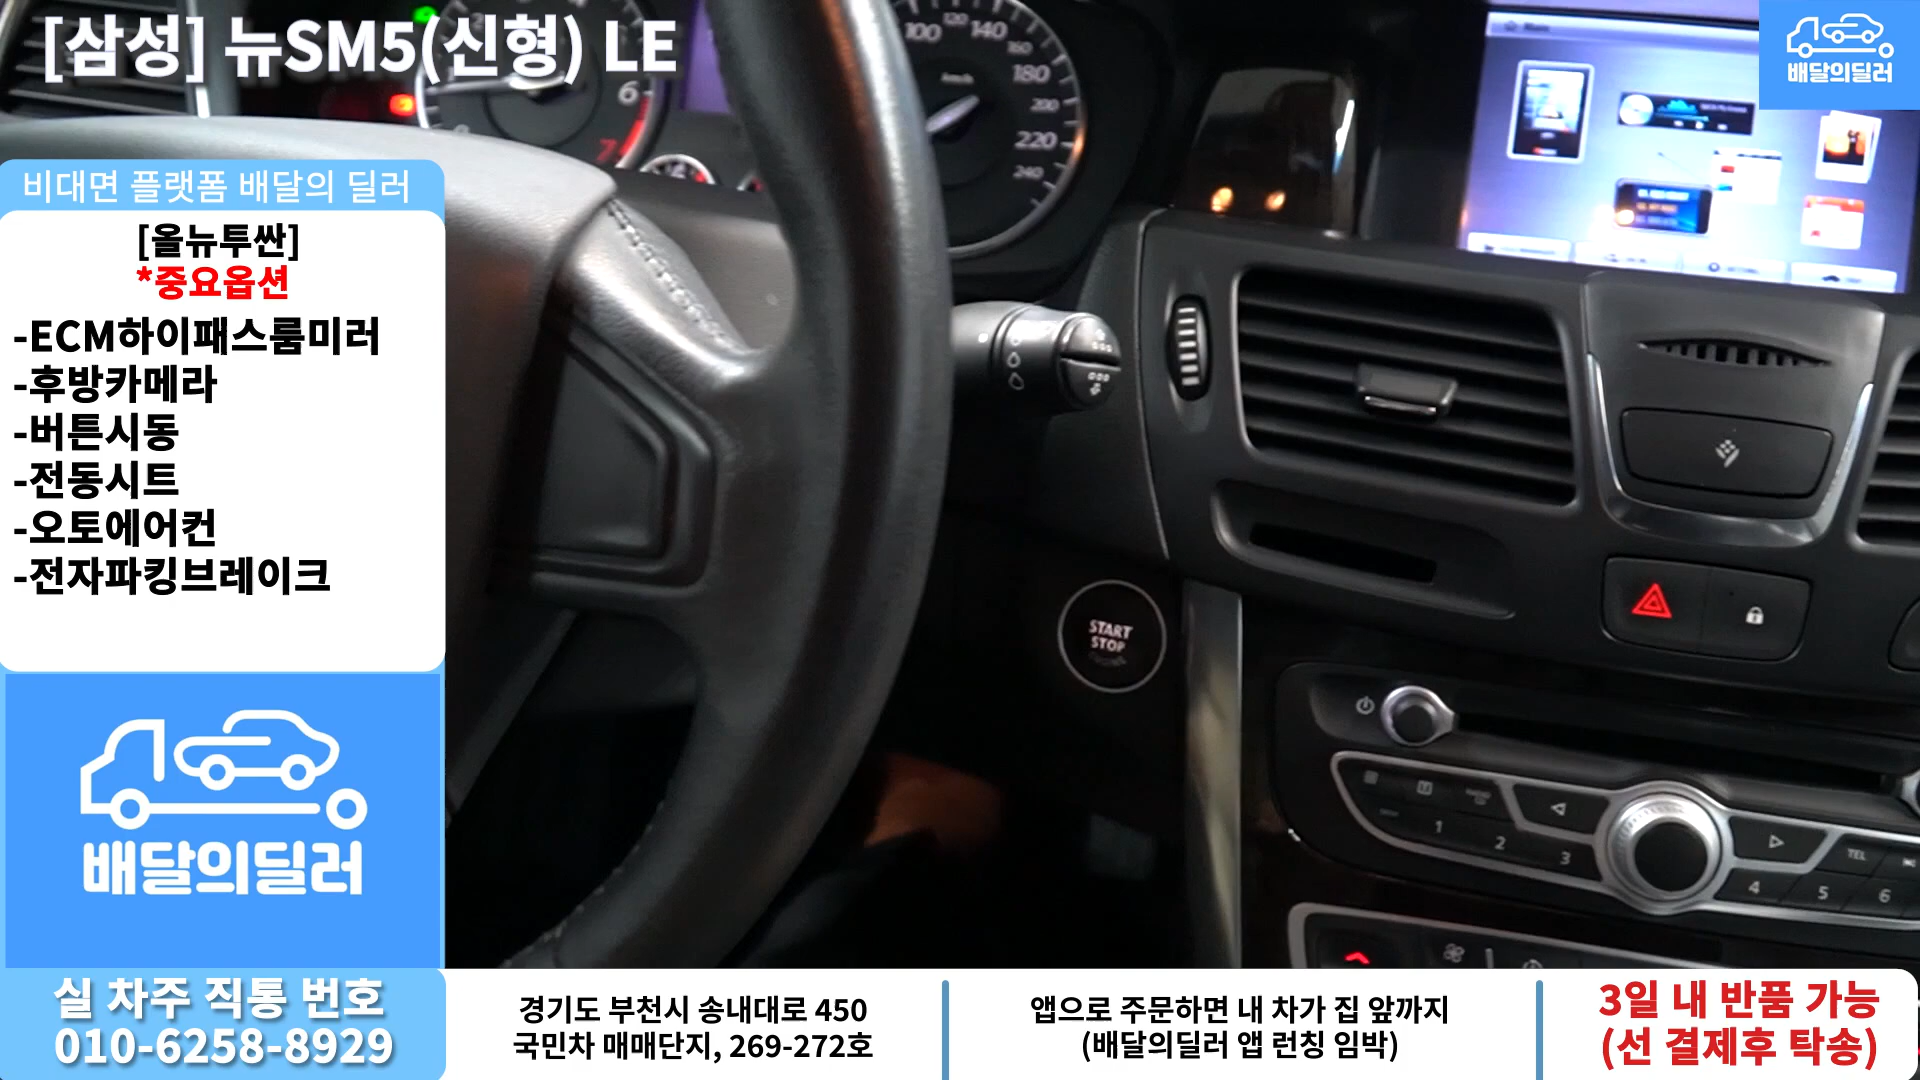 [삼성] 뉴SM5(신형) LE
배달의딜러
비대면 플랫폼 배달의 딜러
[올뉴투싼]
*중요옵션
-ECM하이패스룸미러
-후방카메라
-버튼시동
-전동시트
-오토에어컨
-전자파킹브레이크
배달의딜러
실 차주 직통 번호
010-6258-8929
경기도 부천시 송내대로 450
국민차 매매단지, 269-272호
앱으로 주문하면 내 차가 집 앞까지
(배달의딜러 앱 런칭 임박)
3일 내 반품 가능
(선 결제후 탁송)
6
7
100
120
140
160
180
200
220
240
START
STOP
1
2
3
4
5
6
TEL